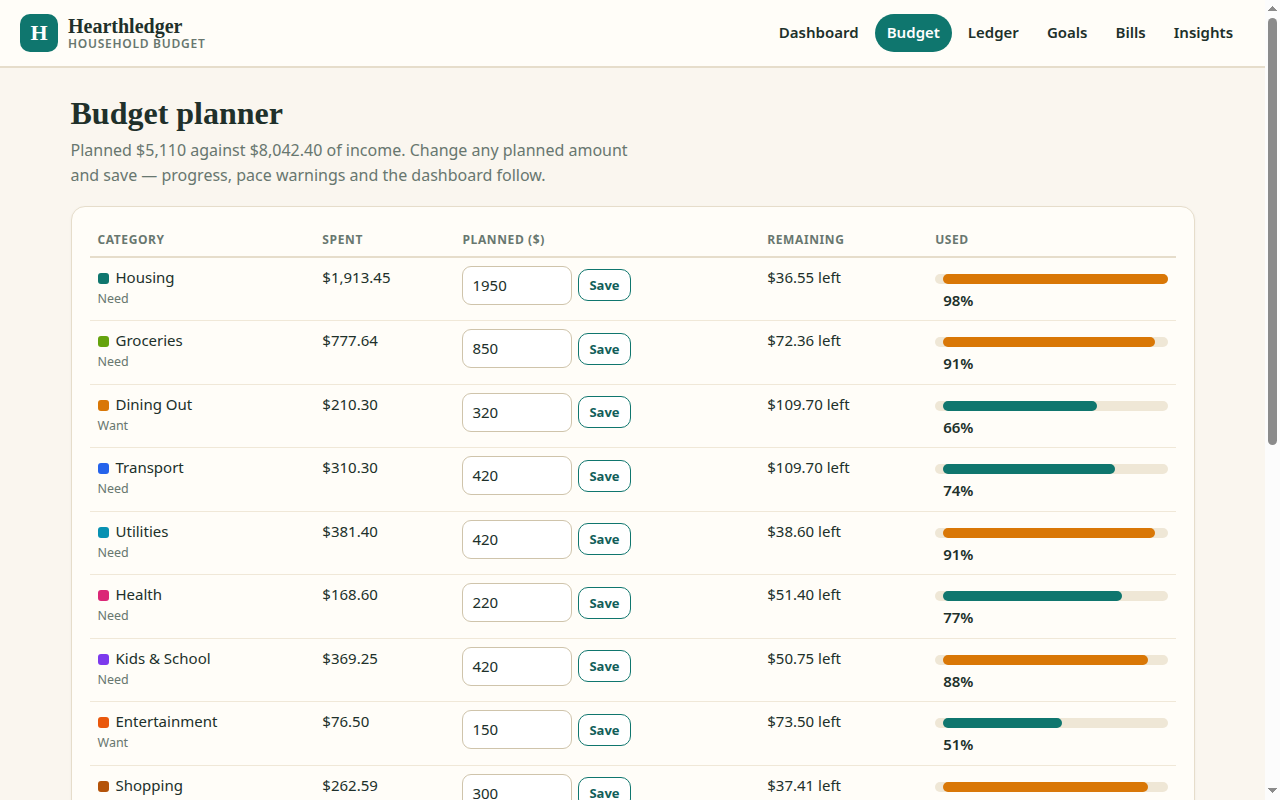 H
Hearthledger
HOUSEHOLD BUDGET
Dashboard Budget Ledger Goals Bills Insights
Budget planner
Planned $5,110 against $8,042.40 of income. Change any planned amount
and save — progress, pace warnings and the dashboard follow.
CATEGORY SPENT PLANNED ($) REMAINING USED
Housing $1,913.45 1950 Save $36.55 left
Need 98%
Groceries $777.64 850 Save $72.36 left
Need 91%
Dining Out $210.30 320 Save $109.70 left
Want 66%
Transport $310.30 420 Save $109.70 left
Need 74%
Utilities $381.40 420 Save $38.60 left
Need 91%
Health $168.60 220 Save $51.40 left
Need 77%
Kids & School $369.25 420 Save $50.75 left
Need 88%
Entertainment $76.50 150 Save $73.50 left
Want 51%
Shopping $262.59 300 Save $37.41 left